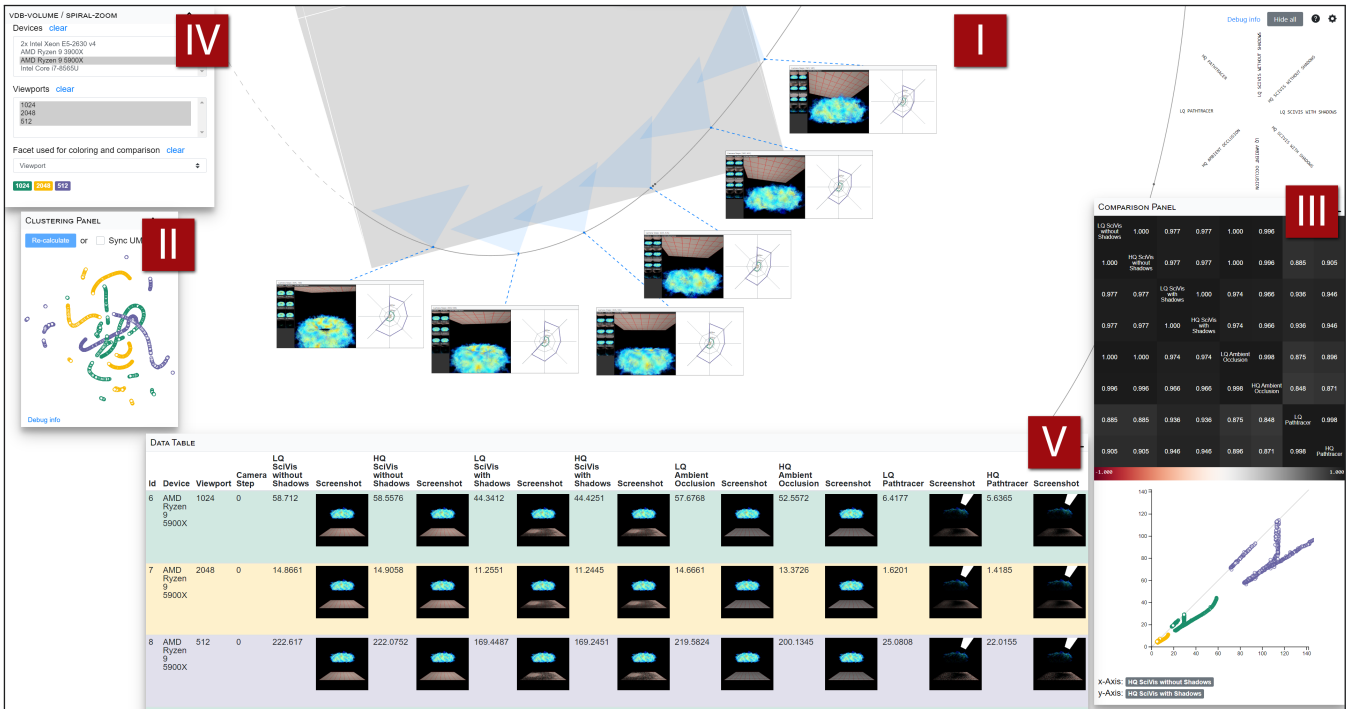 VDB-VOLUME / SPIRAL-ZOOM
Devices clear
2x Intel Xeon E5-2630 v4
AMD Ryzen 9 3900X
AMD Ryzen 9 5900X
Intel Core i7-8565U
Viewports clear
1024
2048
512
Facet used for coloring and comparison clear
Viewport
1024 2048 512
IV
CLUSTERING PANEL
Re-calculate or Sync UM
II
Debug info
I
Debug info Hide all
HQ PATHTRACER
LQ SCIVIS WITHOUT SHADOWS
HQ SCIVIS WITHOUT SHADOWS
LQ PATHTRACER
LQ SCIVIS WITH SHADOWS
HQ AMBIENT OCCLUSION
LQ AMBIENT OCCLUSION
HQ SCIVIS WITH SHADOWS
COMPARISON PANEL
III
LQ SciVis without Shadows 1.000 0.977 0.977 1.000 0.996
1.000 HQ SciVis without Shadows 0.977 0.977 1.000 0.996 0.885 0.905
0.977 0.977 LQ SciVis with Shadows 1.000 0.974 0.966 0.936 0.946
0.977 0.977 1.000 HQ SciVis with Shadows 0.974 0.966 0.936 0.946
1.000 1.000 0.974 0.974 LQ Ambient Occlusion 0.998 0.875 0.896
0.996 0.996 0.966 0.966 0.998 HQ Ambient Occlusion 0.848 0.871
0.885 0.885 0.936 0.936 0.875 0.848 LQ Pathtracer 0.998
0.905 0.905 0.946 0.946 0.896 0.871 0.998 HQ Pathtracer
-1.000 1.000
140
120
100
80
60
40
20
0
0 20 40 60 80 100 120 140
x-Axis: HQ SciVis without Shadows
y-Axis: HQ SciVis with Shadows
DATA TABLE
V
Id Device Viewport Camera Step LQ SciVis without Shadows Screenshot HQ SciVis without Shadows Screenshot LQ SciVis with Shadows Screenshot HQ SciVis with Shadows Screenshot LQ Ambient Occlusion Screenshot HQ Ambient Occlusion Screenshot LQ Pathtracer Screenshot HQ Pathtracer Screenshot
6 AMD Ryzen 9 5900X 1024 0 58.712 58.5576 44.3412 44.4251 57.6768 52.5572 6.4177 5.6365
7 AMD Ryzen 9 5900X 2048 0 14.8661 14.9058 11.2551 11.2445 14.6661 13.3726 1.6201 1.4185
8 AMD Ryzen 9 5900X 512 0 222.617 222.0752 169.4487 169.2451 219.5824 200.1345 25.0808 22.0155